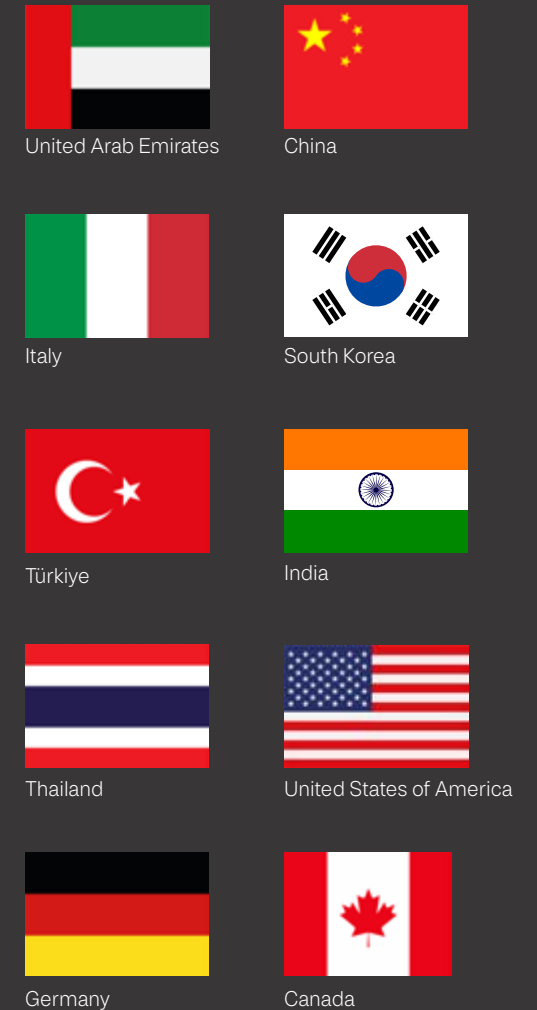 United Arab Emirates
China
Italy
South Korea
Türkiye
India
Thailand
United States of America
Germany
Canada